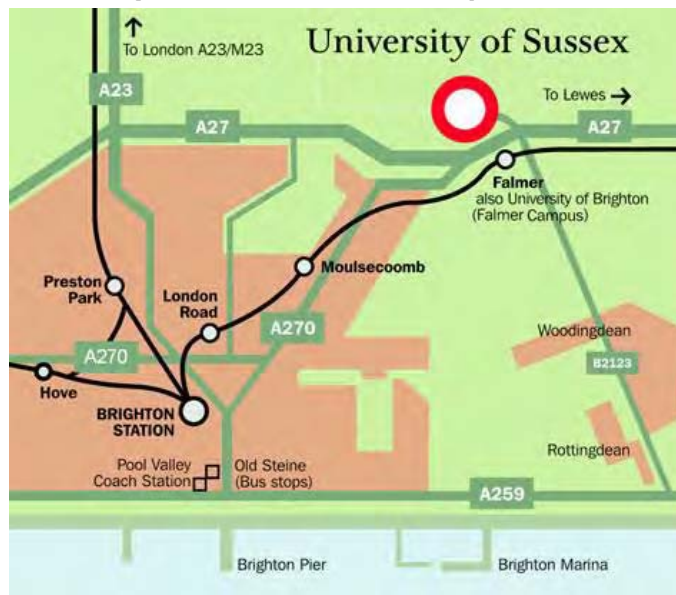 To London A23/M23
University of Sussex
A23
To Lewes
A27
A27
Falmer
also University of Brighton
(Falmer Campus)
Moulsecoomb
Preston
Park
London
Road
A270
Woodingdean
A270
B2123
Hove
BRIGHTON
STATION
Rottingdean
Pool Valley
Coach Station
Old Steine
(Bus stops)
A259
Brighton Pier
Brighton Marina